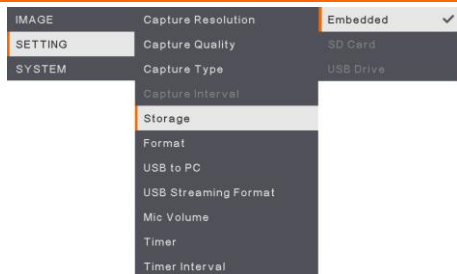 IMAGE
SETTING
SYSTEM
Capture Resolution
Capture Quality
Capture Type
Capture Interval
Storage
Format
USB to PC
USB Streaming Format
Mic Volume
Timer
Timer Interval
Embedded
SD Card
USB Drive